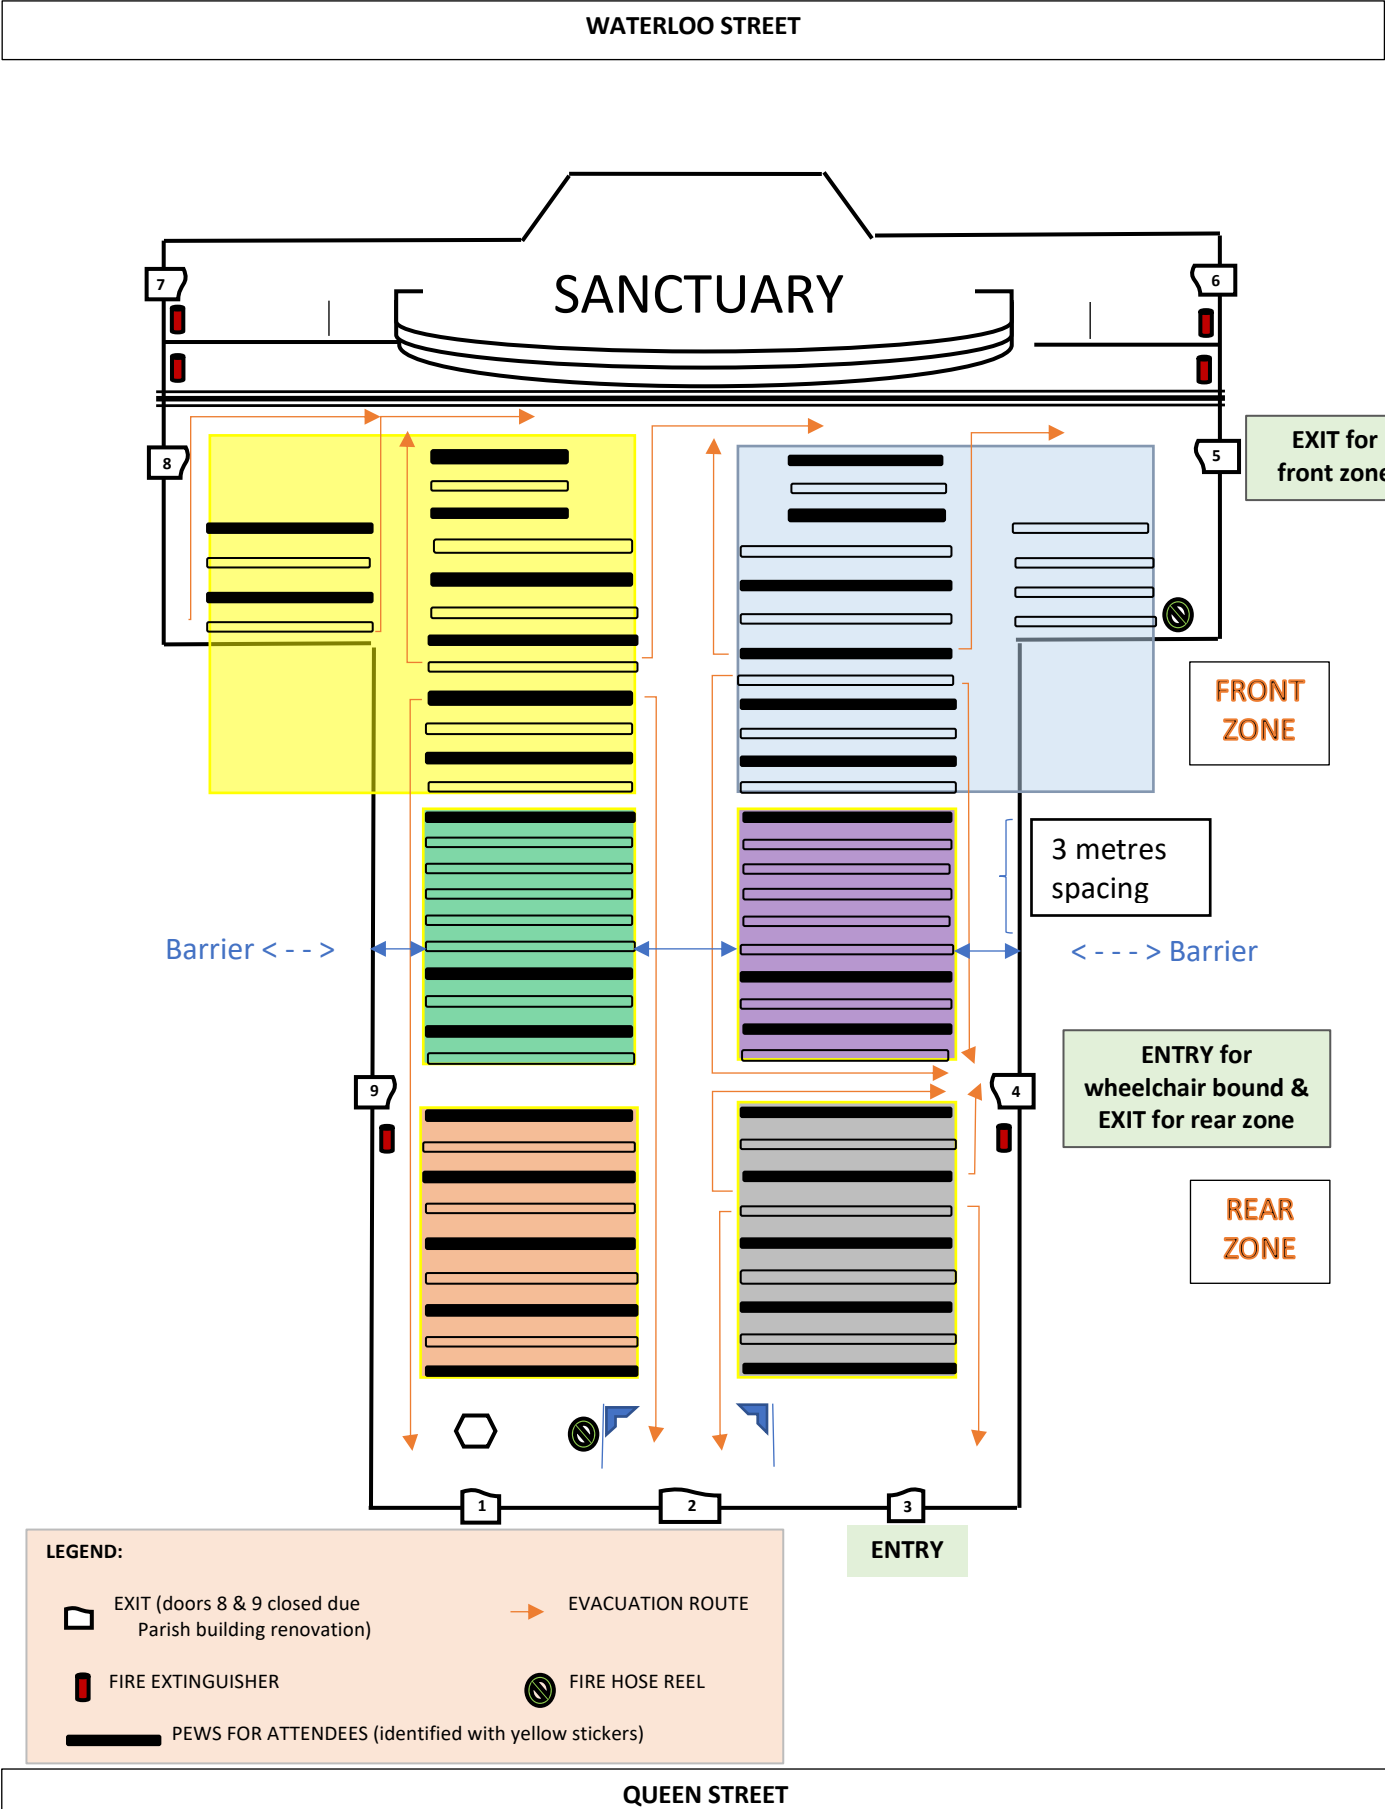 WATERLOO STREET
SANCTUARY
7
6
8
5
EXIT for
front zone
FRONT
ZONE
3 metres
spacing
Barrier < - - >
< - - - > Barrier
ENTRY for
wheelchair bound &
EXIT for rear zone
9
4
REAR
ZONE
1
2
3
ENTRY
LEGEND:
EXIT (doors 8 & 9 closed due
Parish building renovation)
EVACUATION ROUTE
FIRE EXTINGUISHER
FIRE HOSE REEL
PEWS FOR ATTENDEES (identified with yellow stickers)
QUEEN STREET